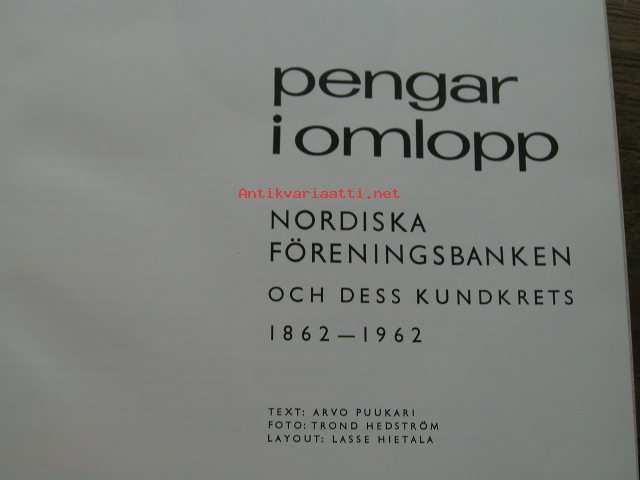 pengar
i omlopp
Antikvariaatti.net
NORDISKA
FÖRENINGSBANKEN
OCH DESS KUNDKRETS
1862—1962
TEXT: ARVO PUUKARI
FOTO: TROND HEDSTRÖM
LAYOUT: LASSE HIETALA